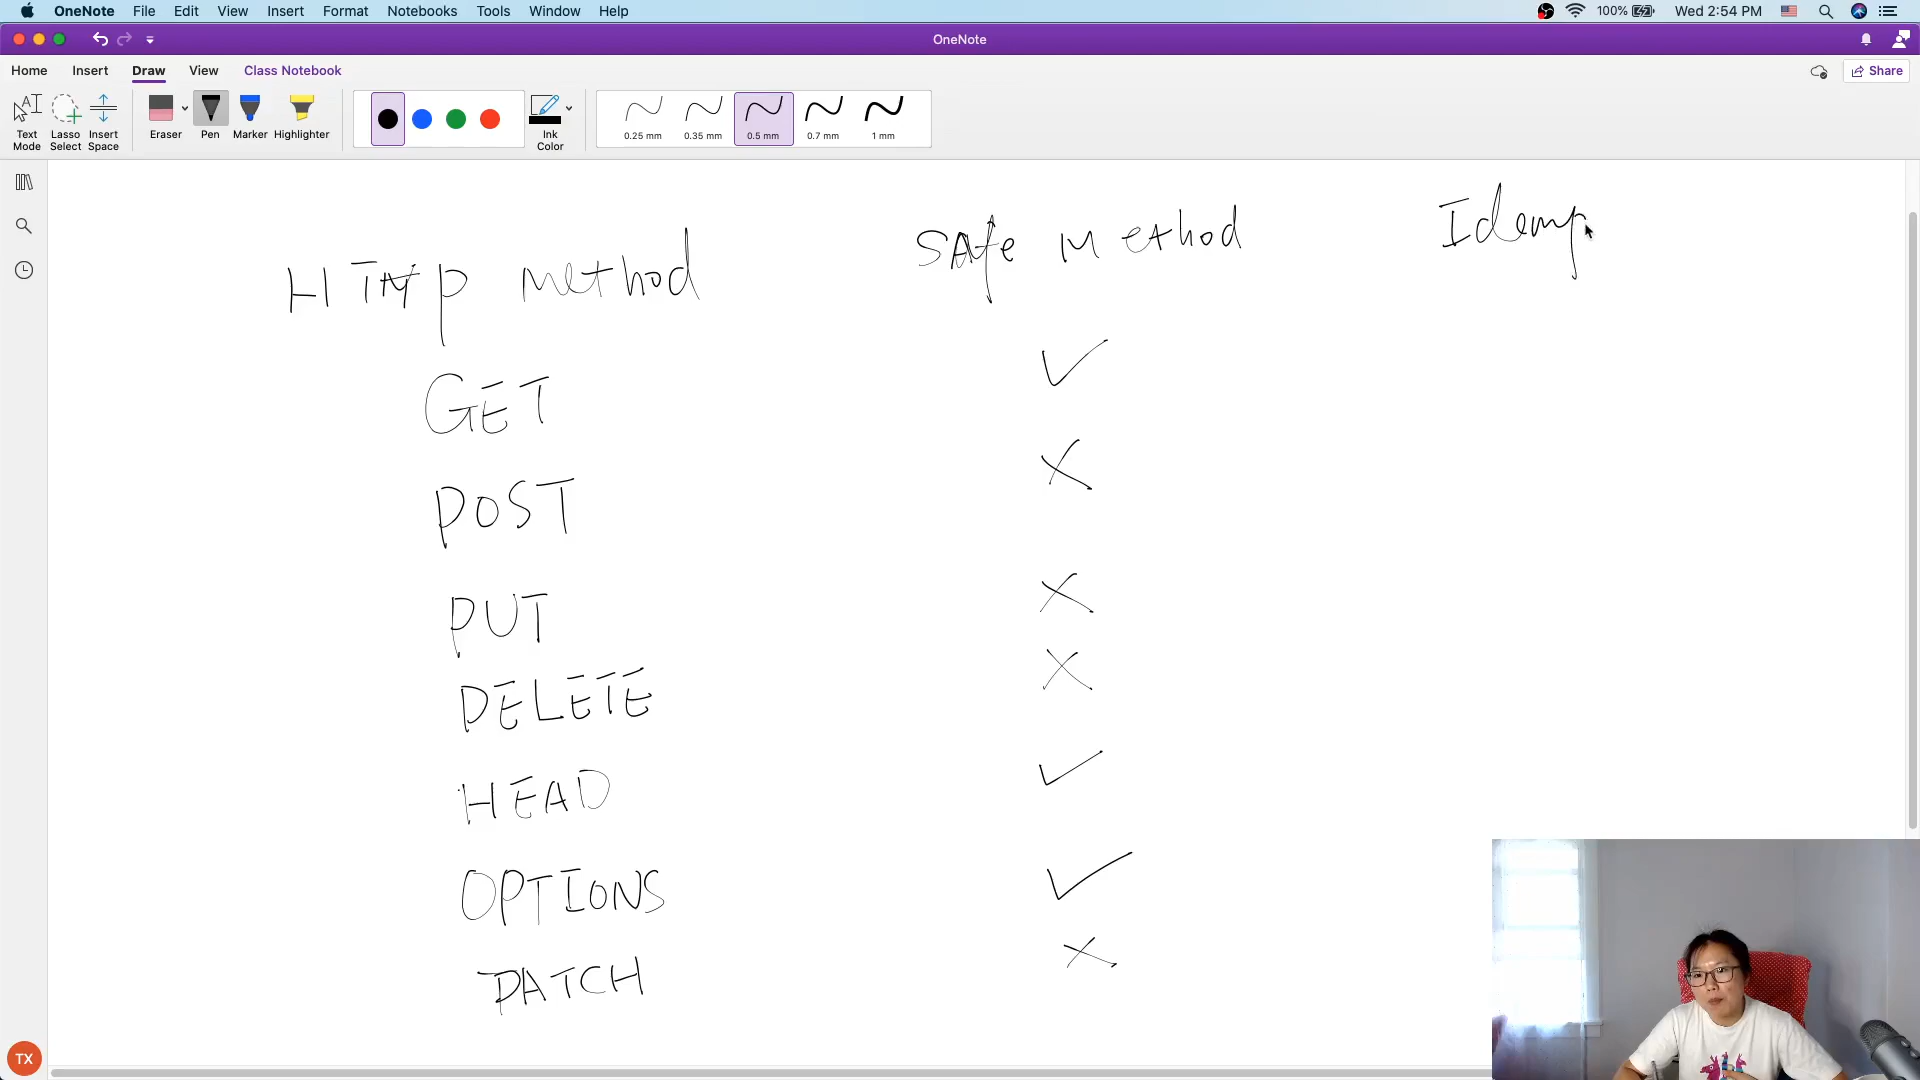 OneNote File Edit View Insert Format Notebooks Tools Window Help 100% Wed 2:54 PM
OneNote
Home Insert Draw View Class Notebook Share
Text Mode Lasso Select Insert Space Eraser Pen Marker Highlighter Ink Color 0.25 mm 0.35 mm 0.5 mm 0.7 mm 1 mm
HTTP method Safe Method Idemp
GET ✓
POST ✗
PUT ✗
DELETE ✗
HEAD ✓
OPTIONS ✓
PATCH ✗
TX